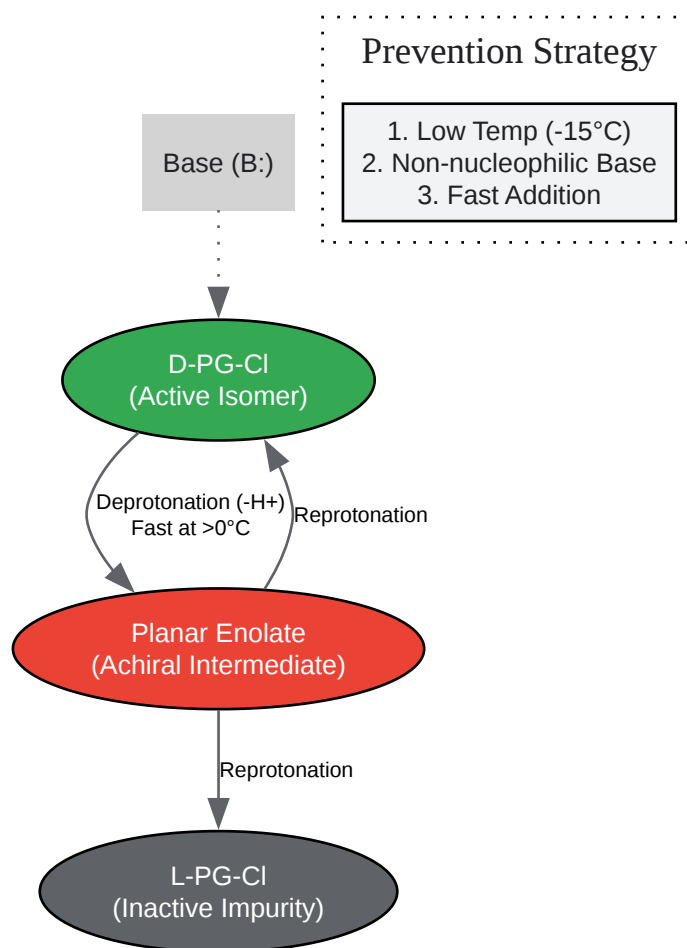 Prevention Strategy
1. Low Temp (-15°C)
2. Non-nucleophilic Base
3. Fast Addition
Base (B:)
D-PG-Cl
(Active Isomer)
Deprotonation (-H+)
Fast at >0°C
Reprotonation
Planar Enolate
(Achiral Intermediate)
Reprotonation
L-PG-Cl
(Inactive Impurity)